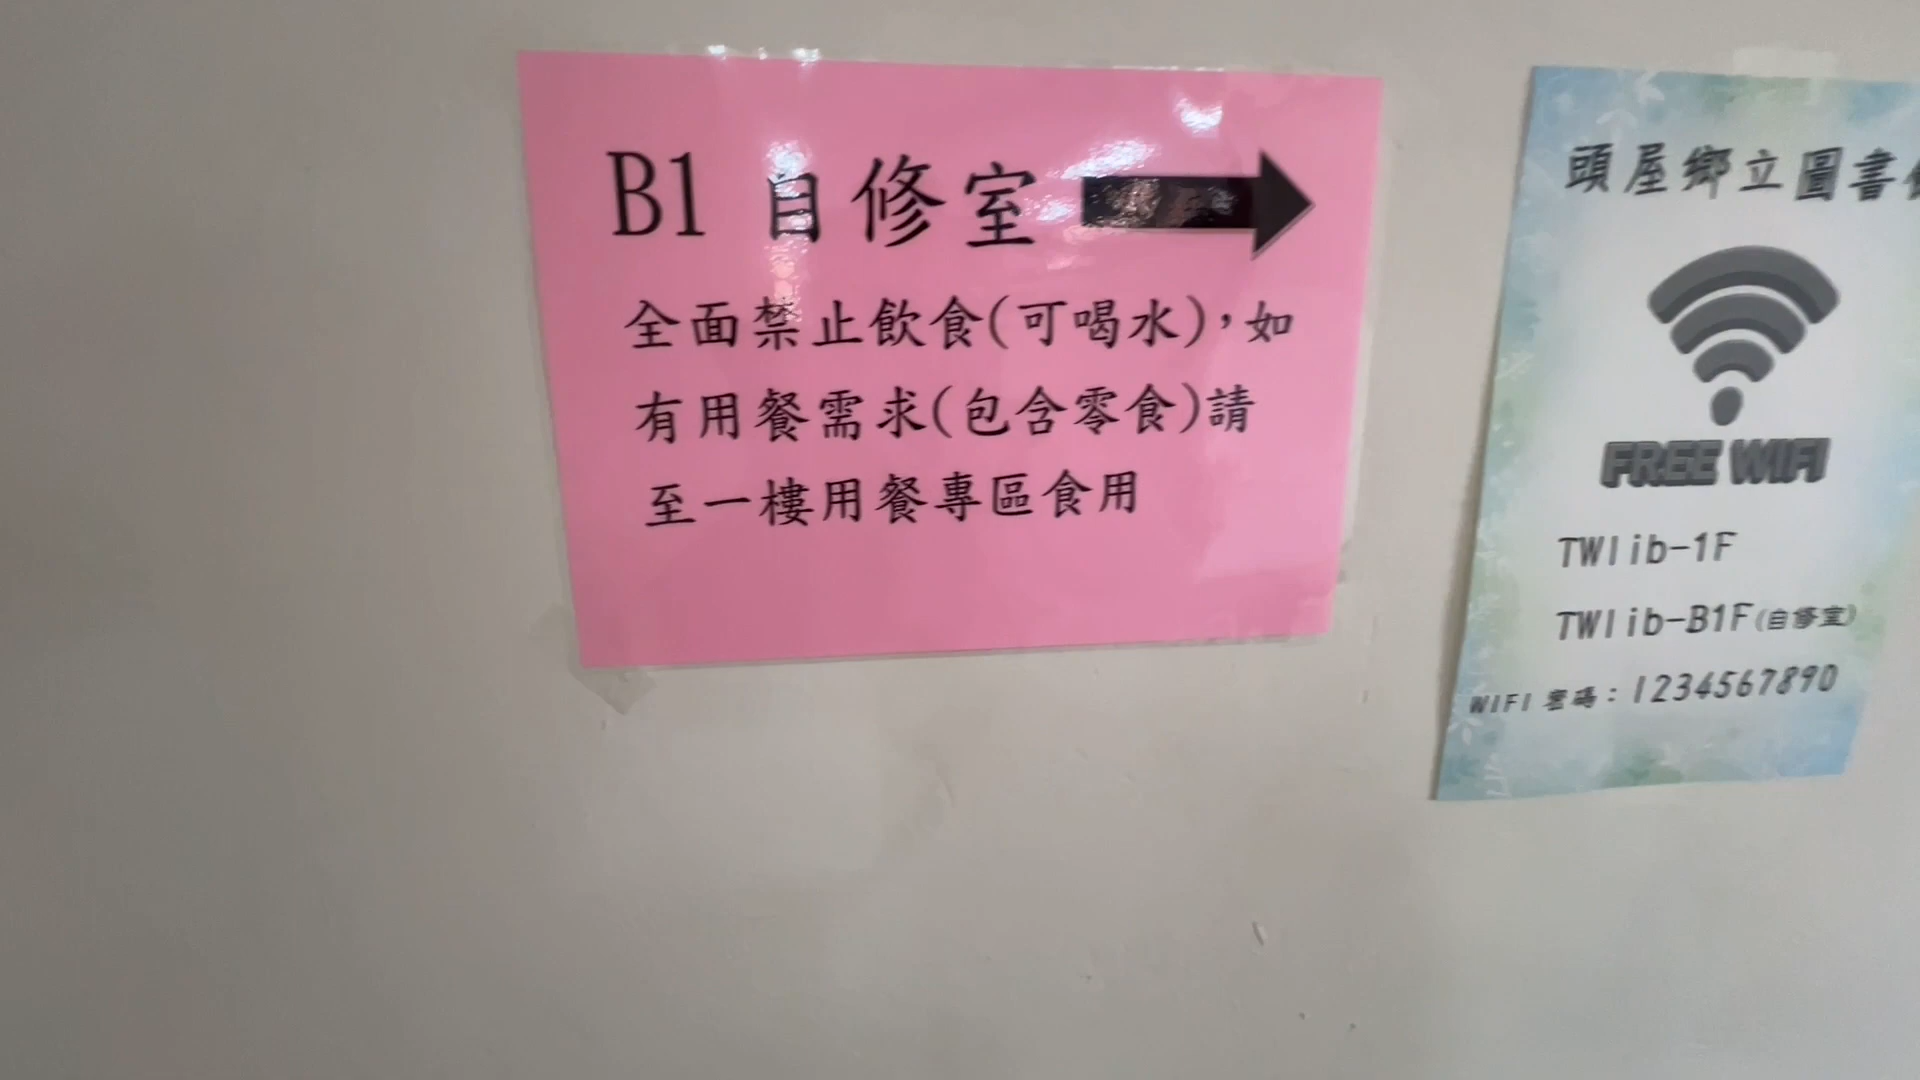 B1 自修室
全面禁止飲食(可喝水)，如
有用餐需求(包含零食)請
至一樓用餐專區食用
頭屋鄉立圖書
FREE WIFI
TWlib-1F
TWlib-B1F(自修室)
WIFI 密碼：1234567890